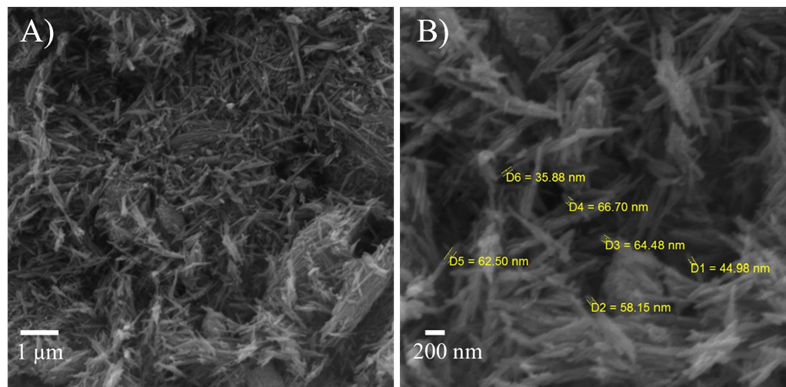 A)
B)
D6 = 35.88 nm
D4 = 66.70 nm
D3 = 64.48 nm
D5 = 62.50 nm
D1 = 44.98 nm
D2 = 58.15 nm
1 µm
200 nm